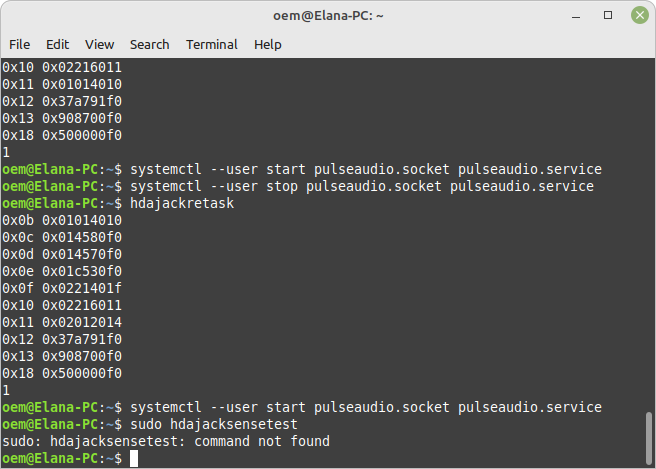 oem@Elana-PC: ~
File Edit View Search Terminal Help
0x10 0x02216011
0x11 0x01014010
0x12 0x37a791f0
0x13 0x908700f0
0x18 0x500000f0
1
oem@Elana-PC:~$ systemctl --user start pulseaudio.socket pulseaudio.service
oem@Elana-PC:~$ systemctl --user stop pulseaudio.socket pulseaudio.service
oem@Elana-PC:~$ hdajackretask
0x0b 0x01014010
0x0c 0x014580f0
0x0d 0x014570f0
0x0e 0x01c530f0
0x0f 0x0221401f
0x10 0x02216011
0x11 0x02012014
0x12 0x37a791f0
0x13 0x908700f0
0x18 0x500000f0
1
oem@Elana-PC:~$ systemctl --user start pulseaudio.socket pulseaudio.service
oem@Elana-PC:~$ sudo hdajacksensetest
sudo: hdajacksensetest: command not found
oem@Elana-PC:~$